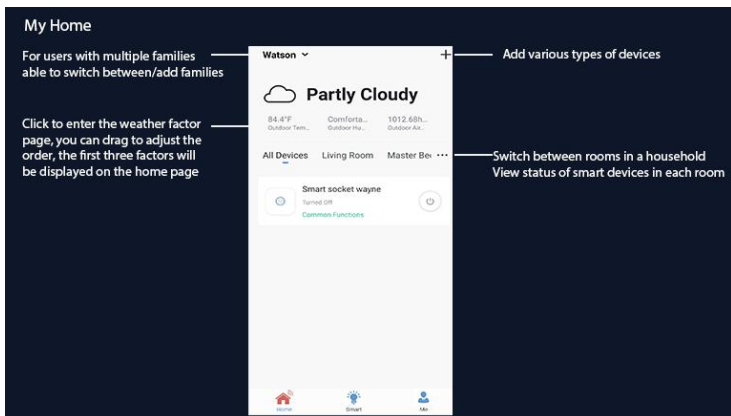 My Home
For users with multiple families
able to switch between/add families
Click to enter the weather factor
page, you can drag to adjust the
order, the first three factors will
be displayed on the home page
Watson
Partly Cloudy
84.4°F Comforta... 1012.68h...
Outdoor Tem... Outdoor Hu... Outdoor Air...
All Devices Living Room Master Be ...
Smart socket wayne
Turned Off
Common Functions
Home Smart Me
Add various types of devices
Switch between rooms in a household
View status of smart devices in each room